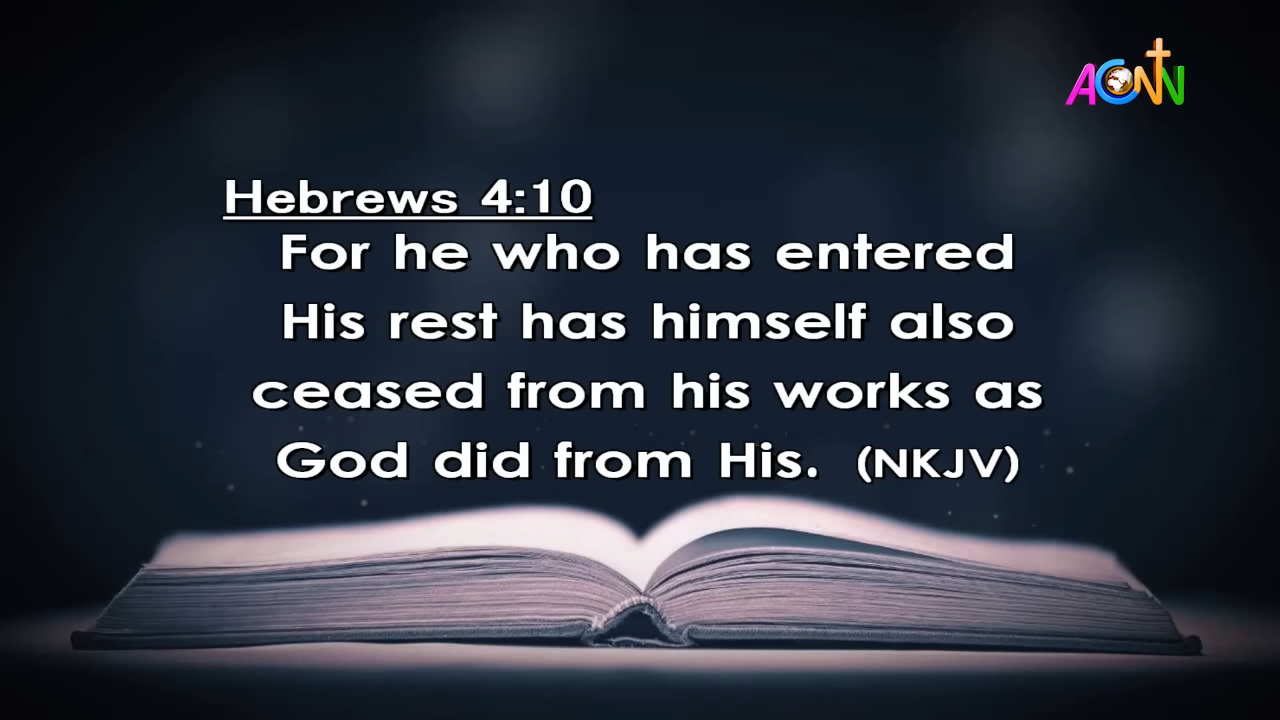 ACNN
Hebrews 4:10
For he who has entered
His rest has himself also
ceased from his works as
God did from His. (NKJV)